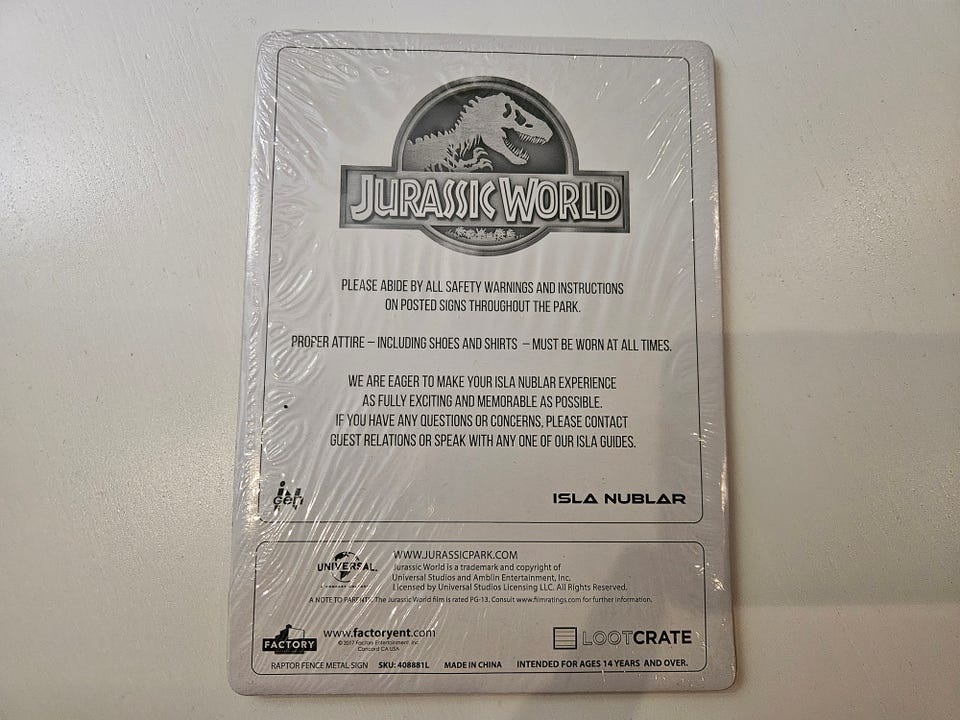 JURASSIC WORLD
PLEASE ABIDE BY ALL SAFETY WARNINGS AND INSTRUCTIONS
ON POSTED SIGNS THROUGHOUT THE PARK.
PROPER ATTIRE – INCLUDING SHOES AND SHIRTS – MUST BE WORN AT ALL TIMES.
WE ARE EAGER TO MAKE YOUR ISLA NUBLAR EXPERIENCE
AS FULLY EXCITING AND MEMORABLE AS POSSIBLE.
IF YOU HAVE ANY QUESTIONS OR CONCERNS, PLEASE CONTACT
GUEST RELATIONS OR SPEAK WITH ANY ONE OF OUR ISLA GUIDES.
InGen
ISLA NUBLAR
UNIVERSAL
WWW.JURASSICPARK.COM
Jurassic World is a trademark and copyright of
Universal Studios and Amblin Entertainment, Inc.
Licensed by Universal Studios Licensing LLC. All Rights Reserved.
A NOTE TO PARENTS: The Jurassic World film is rated PG-13. Consult www.filmratings.com for further information.
FACTORY
www.factoryent.com
© 2017 Factory Entertainment, Inc.
Concord CA USA
LOOTCRATE
RAPTOR FENCE METAL SIGN SKU: 408881L MADE IN CHINA INTENDED FOR AGES 14 YEARS AND OVER.